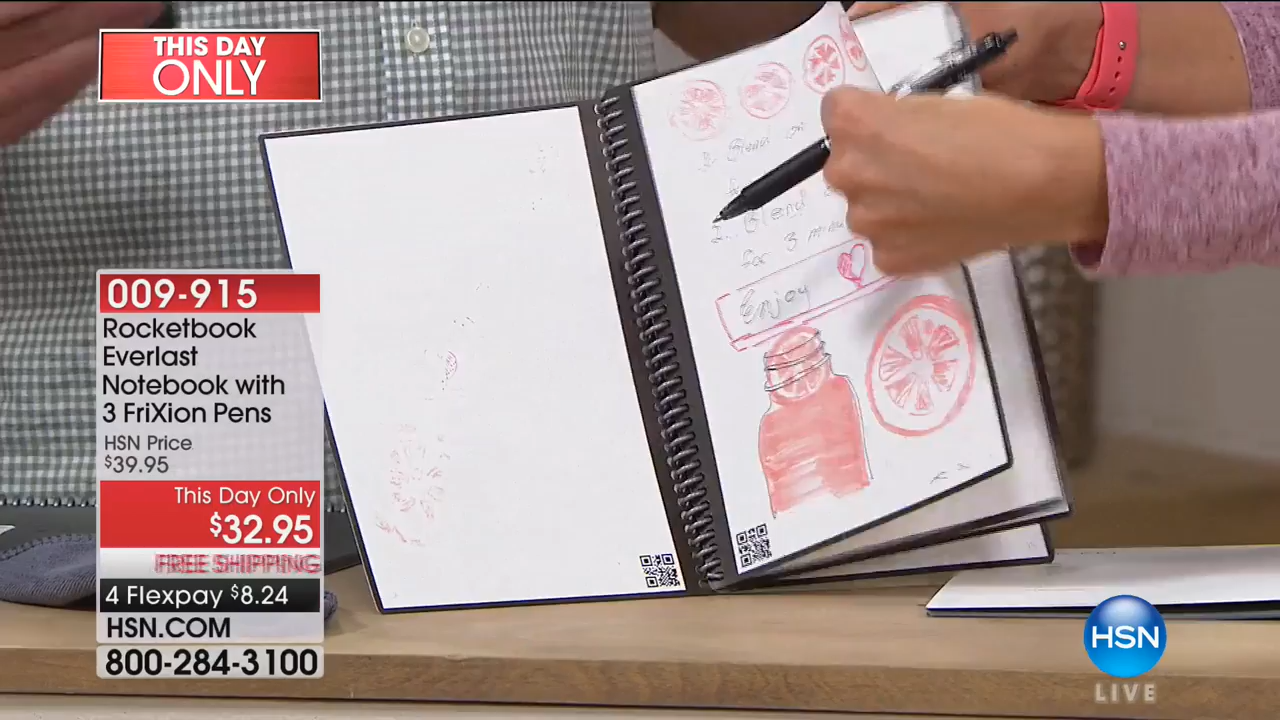 THIS DAY
ONLY
009-915
Rocketbook
Everlast
Notebook with
3 FriXion Pens
HSN Price
$39.95
This Day Only
$32.95
FREE SHIPPING
4 Flexpay $8.24
HSN.COM
800-284-3100
Blend
2. Blend
for 3
Enjoy
HSN
LIVE